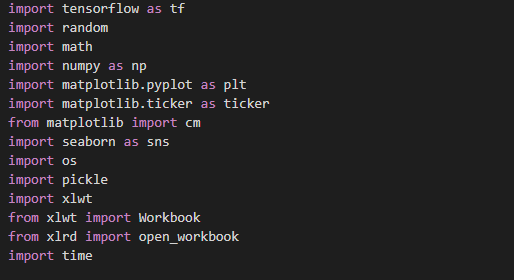 import tensorflow as tf
import random
import math
import numpy as np
import matplotlib.pyplot as plt
import matplotlib.ticker as ticker
from matplotlib import cm
import seaborn as sns
import os
import pickle
import xlwt
from xlwt import Workbook
from xlrd import open_workbook
import time